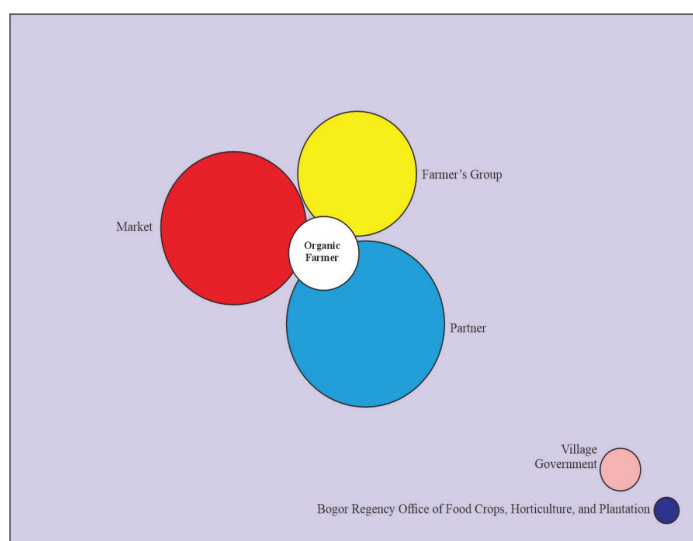 Farmer’s Group
Market
Organic
Farmer
Partner
Village
Government
Bogor Regency Office of Food Crops, Horticulture, and Plantation